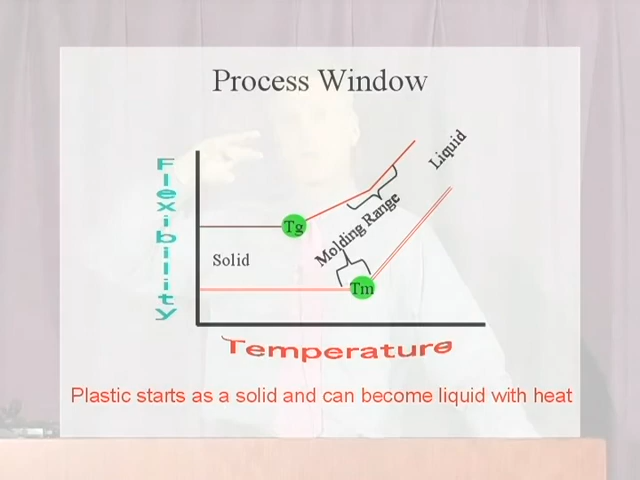 Process Window
Flexibility
Liquid
Molding Range
Tg
Solid
Tm
Temperature
Plastic starts as a solid and can become liquid with heat